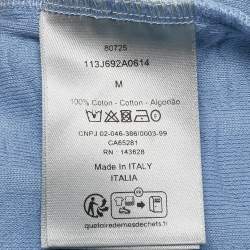 80725
113J692A0614
M
100% Coton - Cotton - Algodão
CNPJ 02-046-386/0003-99
CA65281
RN : 143628
Made In ITALY
ITALIA
FR
quefairedemesdechets.fr